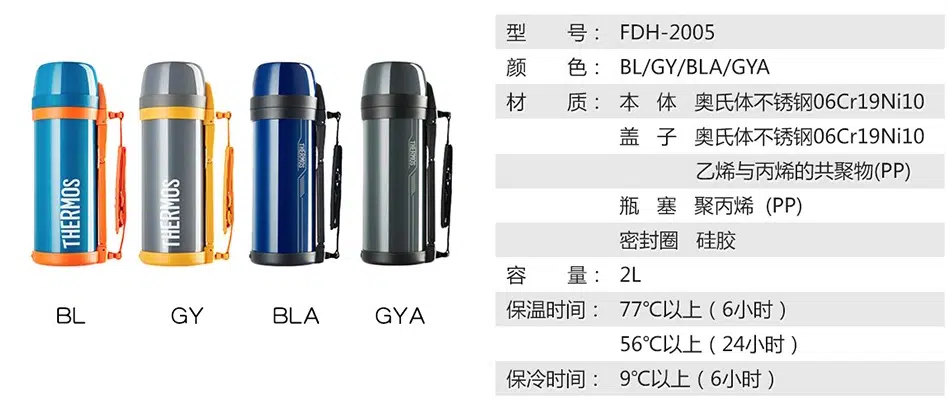 THERMOS
THERMOS
THERMOS
THERMOS
BL
GY
BLA
GYA
型 号： FDH-2005
颜 色： BL/GY/BLA/GYA
材 质： 本 体 奥氏体不锈钢06Cr19Ni10
盖 子 奥氏体不锈钢06Cr19Ni10
乙烯与丙烯的共聚物(PP)
瓶 塞 聚丙烯 (PP)
密封圈 硅胶
容 量： 2L
保温时间： 77℃以上（6小时）
56℃以上（24小时）
保冷时间： 9℃以上（6小时）